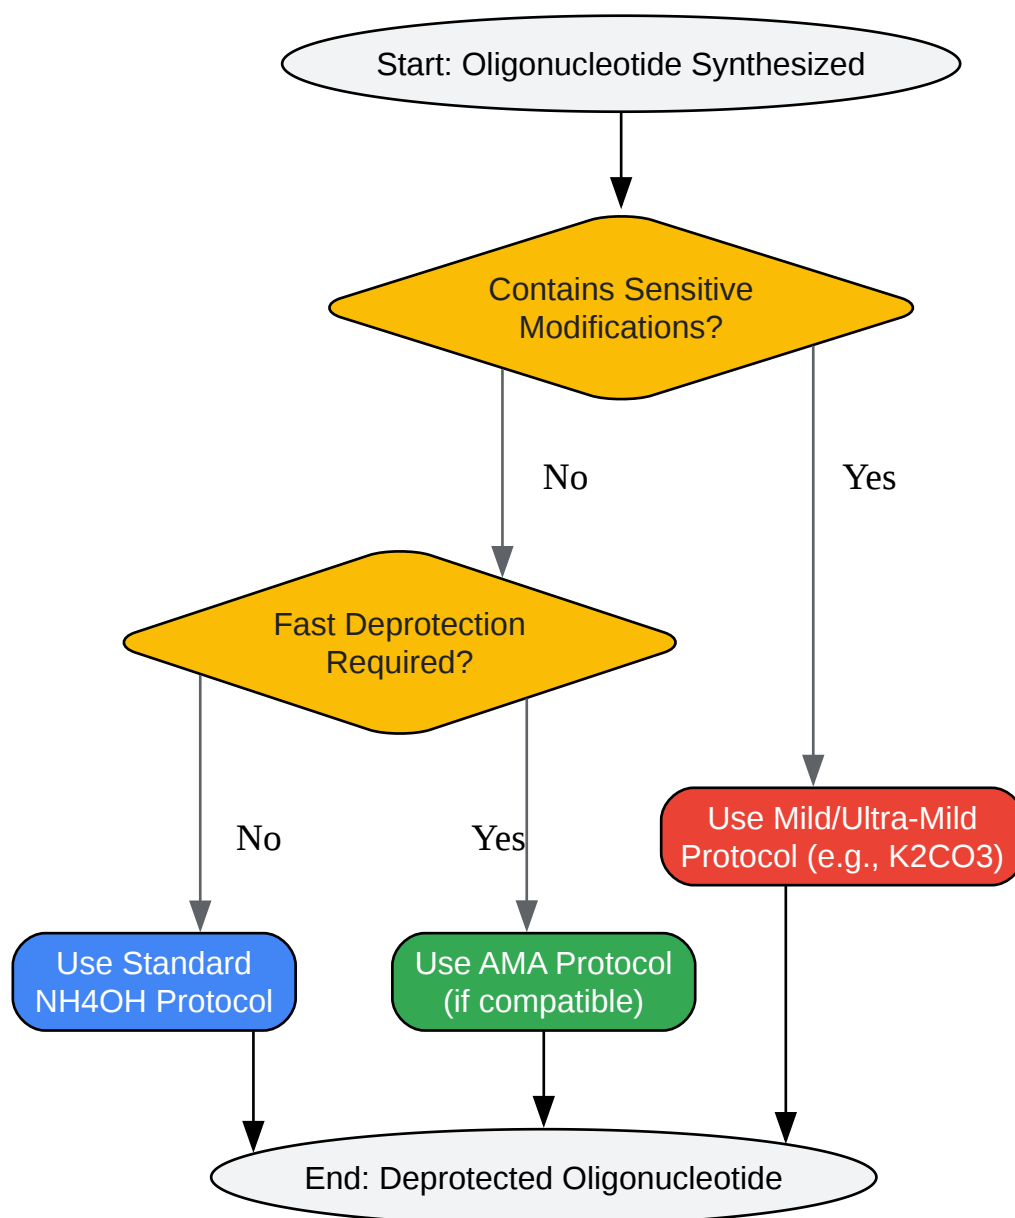 Start: Oligonucleotide Synthesized
Contains Sensitive
Modifications?
No
Yes
Fast Deprotection
Required?
No
Yes
Use Mild/Ultra-Mild
Protocol (e.g., K2CO3)
Use Standard
NH4OH Protocol
Use AMA Protocol
(if compatible)
End: Deprotected Oligonucleotide